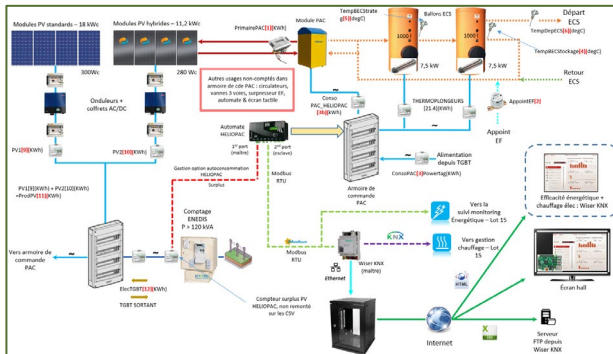 Modules PV standards – 18 kWc
Modules PV hybrides – 11,2 kWc
PrimairePAC[1](KWh)
Module PAC
TempBECStrate
g[5](degC)
Ballons ECS
Départ
ECS
TempDepECS[6](degC)
TempBECStockage[4](degC)
1000
1000
300Wc
280 Wc
7,5 kW
7,5 kW
Retour
ECS
Autres usages non-comptés dans
armoire de cde PAC : circulateurs,
vannes 3 voies, surpresseur EF,
automate & écran tactile
Onduleurs +
coffrets AC/DC
Conso
PAC_HELIOPAC
(KWh)
THERMOPLONGEURS
[21.4](KWh)
AppointEF[2]
Appoint
EF
PV1[9](KWh)
PV2[10](KWh)
Automate
HELIOPAC
1er port
(maître)
2nd port
(esclave)
Gestion option autoconsommation
HELIOPAC
Surplus
Modbus
RTU
Alimentation
depuis TGBT
ConsoPAC[3]Powertag(KWh)
Armoire de
commande
PAC
PV1[9](KWh) + PV2[10](KWh)
=ProdPV[11](KWh)
Comptage
ENEDIS
P > 120 kVA
Vers armoire de
commande
PAC
ElecTGBT[12](KWh)
TGBT
SORTANT
Compteur surplus PV
HELIOPAC, non remonté
sur les CSV
Modbus
Modbus
RTU
Wiser KNX
(maître)
Ethernet
KNX
Vers
la suivi monitoring
Énergétique – Lot 15
Vers gestion
chauffage – Lot
15
Efficacité énergétique +
chauffage élec : Wiser KNX
HTML
Écran hall
Internet
Serveur
FTP depuis
Wiser KNX